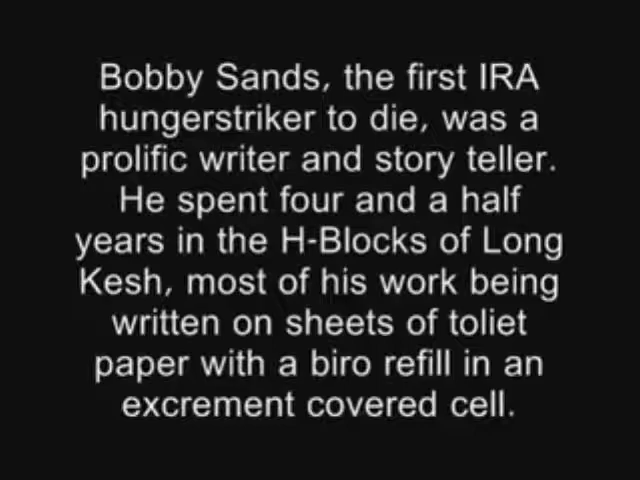 Bobby Sands, the first IRA
hungerstriker to die, was a
prolific writer and story teller.
He spent four and a half
years in the H-Blocks of Long
Kesh, most of his work being
written on sheets of toliet
paper with a biro refill in an
excrement covered cell.